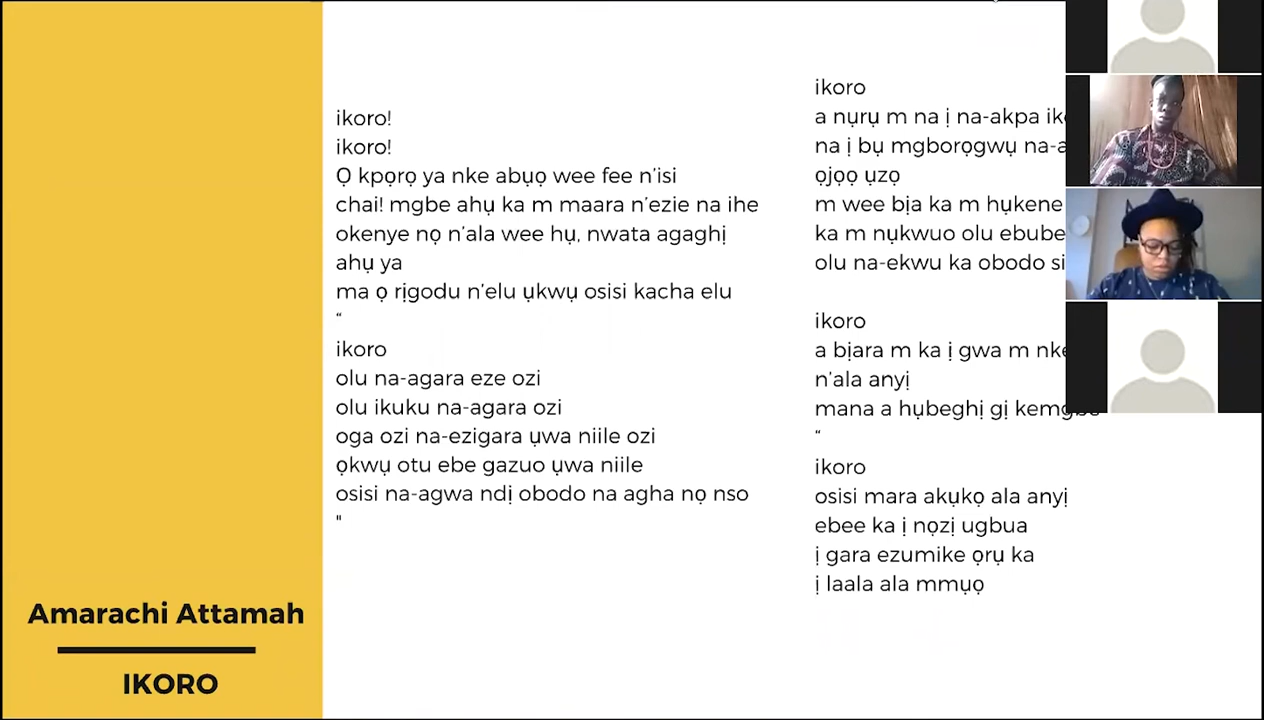 ikoro!
ikoro!
Ọ kpọrọ ya nke abụọ wee fee n'isi
chai! mgbe ahụ ka m maara n'ezie na ihe
okenye nọ n'ala wee hụ, nwata agaghị
ahụ ya
ma ọ rịgodu n'elu ụkwụ osisi kacha elu
“
ikoro
olu na-agara eze ozi
olu ikuku na-agara ozi
oga ozi na-ezigara ụwa niile ozi
ọkwụ otu ebe gazuo ụwa niile
osisi na-agwa ndị obodo na agha nọ nso
"
ikoro
a nụrụ m na ị na-akpa
na ị bụ mgborọgwụ
ọjọọ ụzọ
m wee bịa ka m hụkene
ka m nụkwuo olu ebube
olu na-ekwu ka obodo
ikoro
a bịara m ka ị gwa m
n'ala anyị
mana a hụbeghị gị
“
ikoro
osisi mara akụkọ ala anyị
ebee ka ị nọzị ugbua
ị gara ezumike ọrụ ka
ị laala ala mmụọ
Amarachi Attamah
IKORO